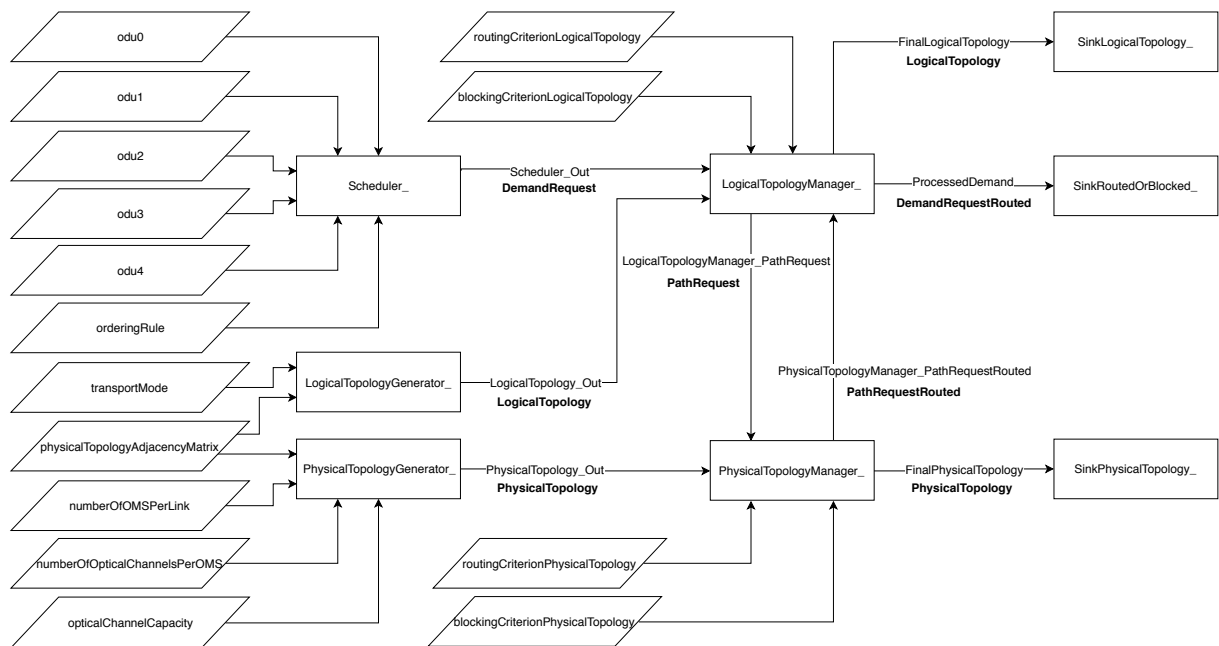 odu0
odu1
odu2
odu3
odu4
orderingRule
transportMode
physicalTopologyAdjacencyMatrix
numberOfOMSPerLink
numberOfOpticalChannelsPerOMS
opticalChannelCapacity
Scheduler_
LogicalTopologyGenerator_
PhysicalTopologyGenerator_
routingCriterionLogicalTopology
blockingCriterionLogicalTopology
Scheduler_Out
DemandRequest
LogicalTopology_Out
LogicalTopology
PhysicalTopology_Out
PhysicalTopology
routingCriterionPhysicalTopology
blockingCriterionPhysicalTopology
LogicalTopologyManager_
LogicalTopologyManager_PathRequest
PathRequest
PhysicalTopologyManager_PathRequestRouted
PathRequestRouted
PhysicalTopologyManager_
FinalLogicalTopology
LogicalTopology
ProcessedDemand
DemandRequestRouted
FinalPhysicalTopology
PhysicalTopology
SinkLogicalTopology_
SinkRoutedOrBlocked_
SinkPhysicalTopology_